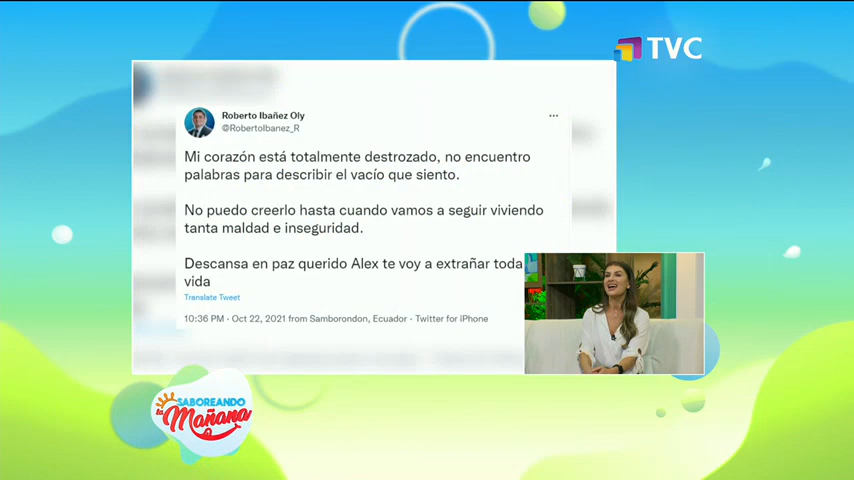 TVC
Roberto Ibañez Oly
@RobertoIbanez_R
...
Mi corazón está totalmente destrozado, no encuentro
palabras para describir el vacío que siento.
No puedo creerlo hasta cuando vamos a seguir viviendo
tanta maldad e inseguridad.
Descansa en paz querido Alex te voy a extrañar toda
vida
Translate Tweet
10:36 PM · Oct 22, 2021 from Samborondon, Ecuador · Twitter for iPhone
SABOREANDO
la Mañana